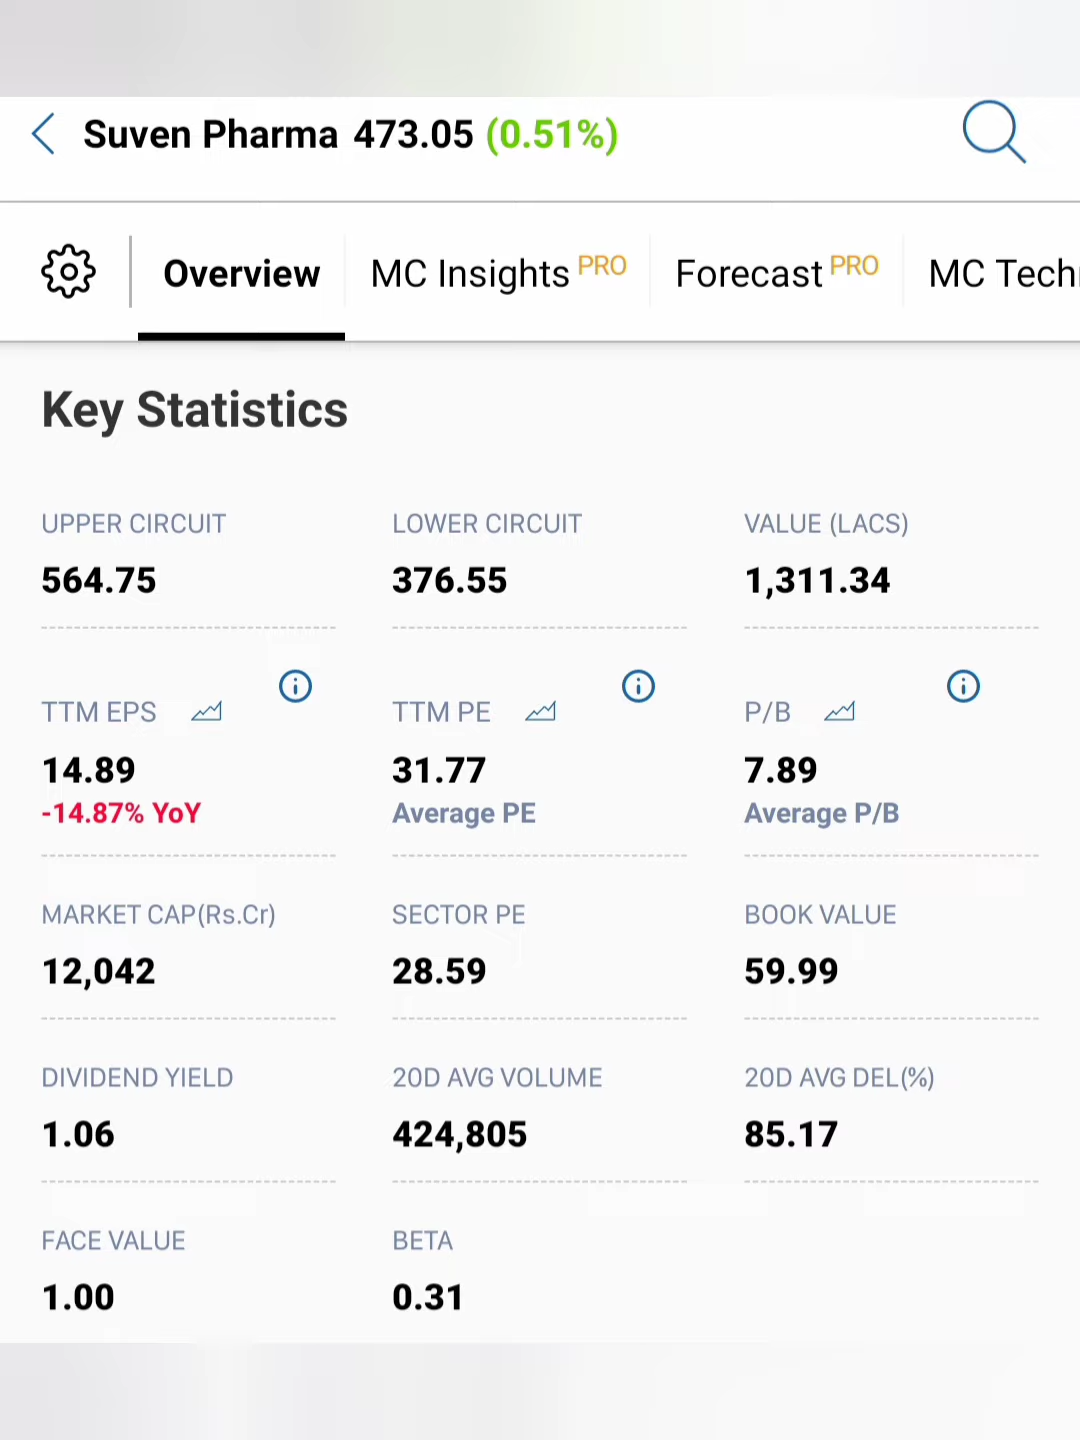 Suven Pharma 473.05 (0.51%)
Overview MC Insights PRO Forecast PRO MC Tech
Key Statistics
UPPER CIRCUIT LOWER CIRCUIT VALUE (LACS)
564.75 376.55 1,311.34
TTM EPS TTM PE P/B
14.89 31.77 7.89
-14.87% YoY Average PE Average P/B
MARKET CAP(Rs.Cr) SECTOR PE BOOK VALUE
12,042 28.59 59.99
DIVIDEND YIELD 20D AVG VOLUME 20D AVG DEL(%)
1.06 424,805 85.17
FACE VALUE BETA
1.00 0.31